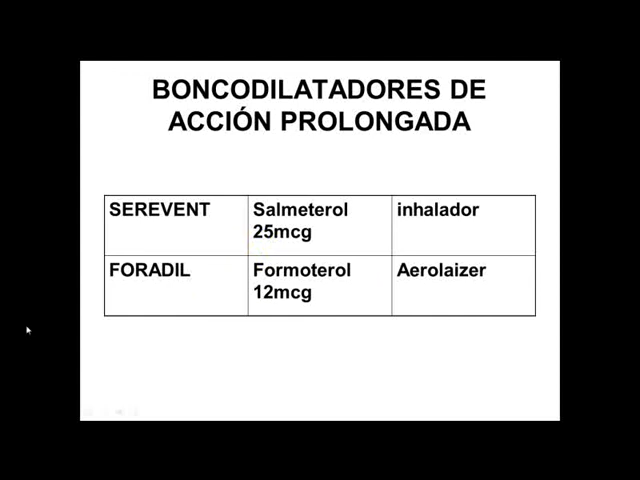 BONCODILATADORES DE
ACCIÓN PROLONGADA
SEREVENT Salmeterol inhalador
25mcg
FORADIL Formoterol Aerolaizer
12mcg